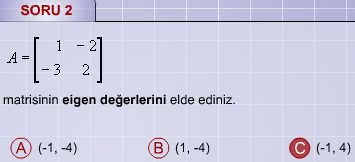 SORU 2
A = [ 1 - 2
- 3 2 ]
matrisinin eigen değerlerini elde ediniz.
A (-1, -4) B (1, -4) C (-1, 4)